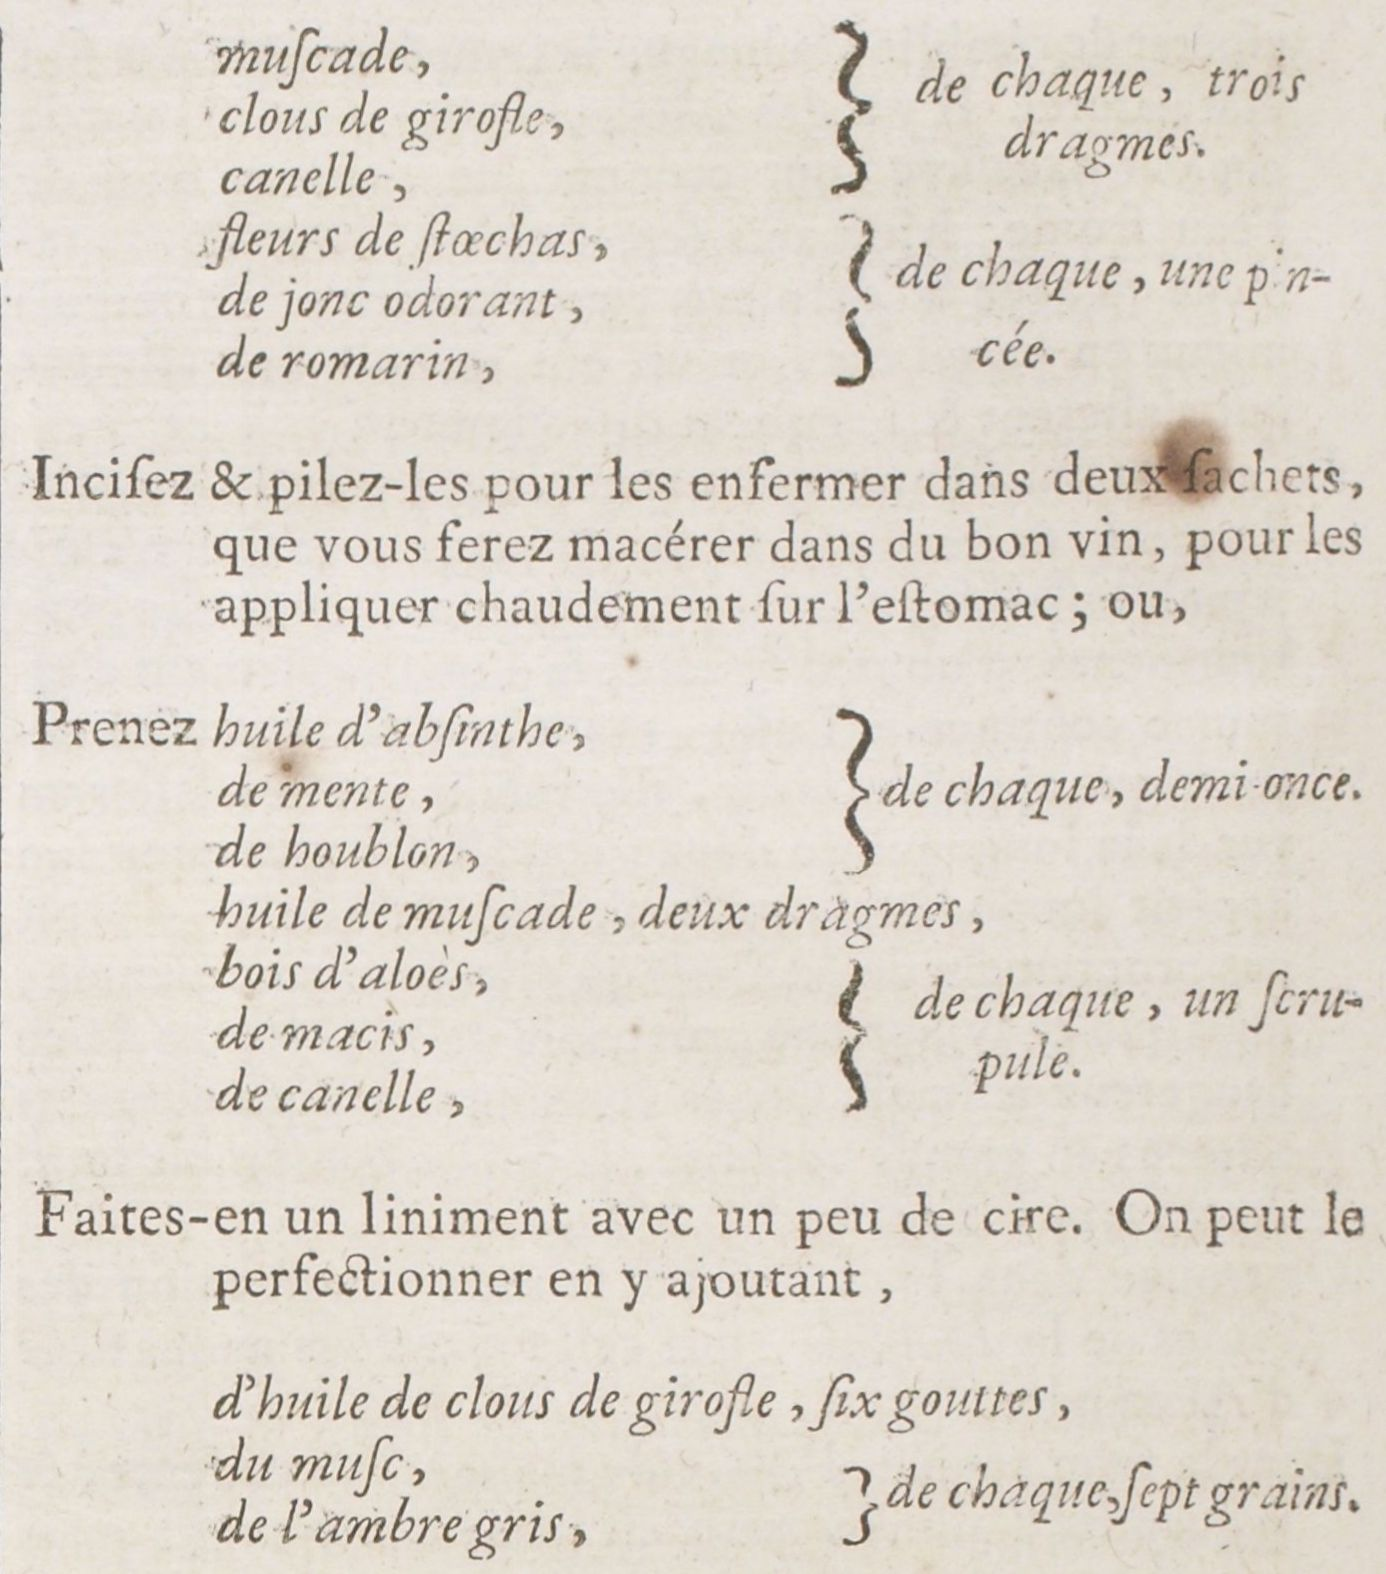 muſcade,
clous de girofle,
canelle,
de chaque, trois
dragmes.
fleurs de ſtœchas,
de jonc odorant,
de romarin,
de chaque, une pin-
cée.
Inciſez & pilez-les pour les enfermer dans deux ſachets,
que vous ferez macérer dans du bon vin, pour les
appliquer chaudement ſur l'eſtomac; ou,
Prenez huile d'abſinthe,
de mente,
de houblon,
de chaque, demi-once.
huile de muſcade, deux dragmes,
bois d'aloès,
de macis,
de canelle,
de chaque, un ſcru-
pule.
Faites-en un liniment avec un peu de cire. On peut le
perfectionner en y ajoutant,
d'huile de clous de girofle, ſix gouttes,
du muſc,
de l'ambre gris,
de chaque, ſept grains.